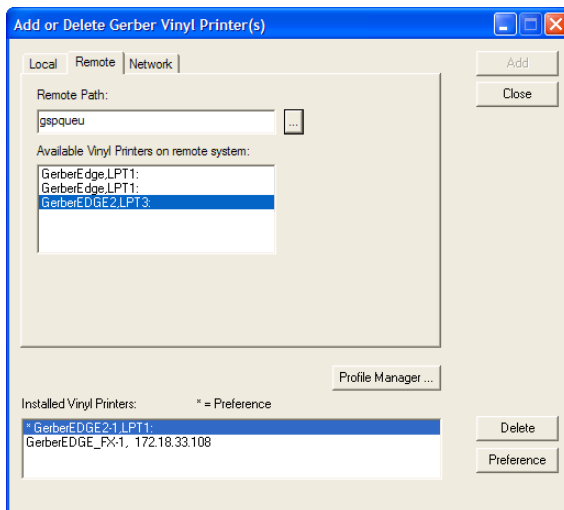 Add or Delete Gerber Vinyl Printer(s)
Local Remote Network
Add
Remote Path:
Close
gspqueu
...
Available Vinyl Printers on remote system:
GerberEdge,LPT1:
GerberEdge,LPT1:
GerberEDGE2,LPT3:
Profile Manager ...
Installed Vinyl Printers: * = Preference
* GerberEDGE2-1,LPT1:
Delete
GerberEDGE_FX-1, 172.18.33.108
Preference